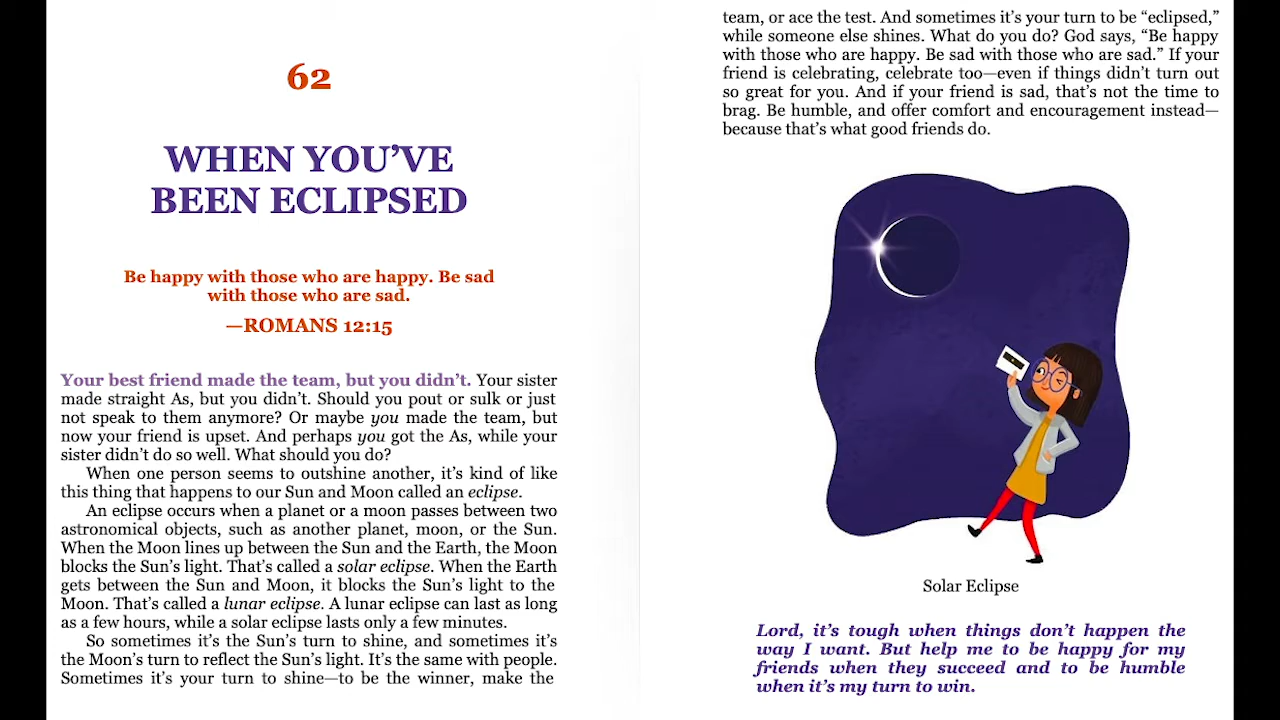 62
WHEN YOU’VE
BEEN ECLIPSED
Be happy with those who are happy. Be sad
with those who are sad.
—ROMANS 12:15
Your best friend made the team, but you didn’t. Your sister
made straight As, but you didn’t. Should you pout or sulk or just
not speak to them anymore? Or maybe you made the team, but
now your friend is upset. And perhaps you got the As, while your
sister didn’t do so well. What should you do?
When one person seems to outshine another, it’s kind of like
this thing that happens to our Sun and Moon called an eclipse.
An eclipse occurs when a planet or a moon passes between two
astronomical objects, such as another planet, moon, or the Sun.
When the Moon lines up between the Sun and the Earth, the Moon
blocks the Sun’s light. That’s called a solar eclipse. When the Earth
gets between the Sun and Moon, it blocks the Sun’s light to the
Moon. That’s called a lunar eclipse. A lunar eclipse can last as long
as a few hours, while a solar eclipse lasts only a few minutes.
So sometimes it’s the Sun’s turn to shine, and sometimes it’s
the Moon’s turn to reflect the Sun’s light. It’s the same with people.
Sometimes it’s your turn to shine—to be the winner, make the
team, or ace the test. And sometimes it’s your turn to be “eclipsed,”
while someone else shines. What do you do? God says, “Be happy
with those who are happy. Be sad with those who are sad.” If your
friend is celebrating, celebrate too—even if things didn’t turn out
so great for you. And if your friend is sad, that’s not the time to
brag. Be humble, and offer comfort and encouragement instead—
because that’s what good friends do.
Solar Eclipse
Lord, it’s tough when things don’t happen the
way I want. But help me to be happy for my
friends when they succeed and to be humble
when it’s my turn to win.